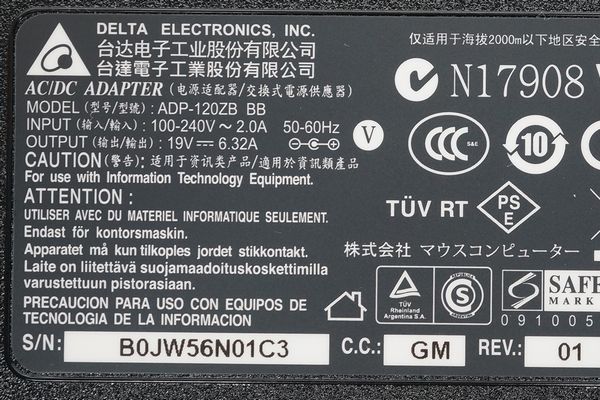 DELTA ELECTRONICS, INC.
台达电子工业股份有限公司
台達電子工業股份有限公司
AC/DC ADAPTER (电源适配器/交換式電源供應器)
MODEL (型号/型號) : ADP-120ZB BB
INPUT (输入/輸入) : 100-240V ~ 2.0A 50-60Hz
OUTPUT (输出/輸出) : 19V ⎓ 6.32A
CAUTION (警告): 适用于资讯类产品/適用於資訊類產品
For use with Information Technology Equipment.
ATTENTION :
UTILISER AVEC DU MATERIEL INFORMATIQUE SEULEMENT.
Endast för kontorsmaskin.
Apparatet må kun tilkoples jordet stikkontakt.
Laite on liitettävä suojamaadoituskoskettimilla
varustettuun pistorasiaan.
PRECAUCION PARA USO CON EQUIPOS DE
TECNOLOGIA DE LA INFORMACION
仅适用于海拔2000m以下地区安全
N17908
V
CCC
S&E
10
TÜV RT
PS
E
株式会社 マウスコンピューター
TÜV
Rheinland
Argentina S.A.
REPUBLICA
S
ARGENTINA
S
SAFE
MARK
091005
S/N: B0JW56N01C3 C.C.: GM REV.: 01